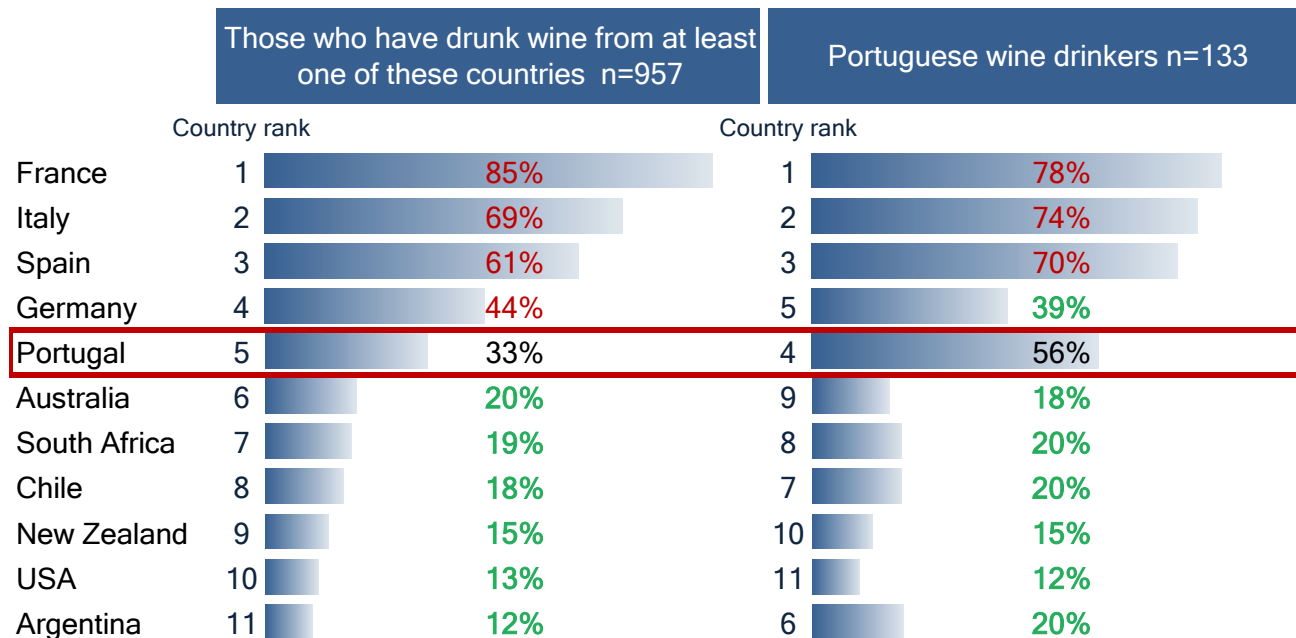 Those who have drunk wine from at least
one of these countries n=957
Portuguese wine drinkers n=133
Country rank Country rank
France 1 85% 1 78%
Italy 2 69% 2 74%
Spain 3 61% 3 70%
Germany 4 44% 5 39%
Portugal 5 33% 4 56%
Australia 6 20% 9 18%
South Africa 7 19% 8 20%
Chile 8 18% 7 20%
New Zealand 9 15% 10 15%
USA 10 13% 11 12%
Argentina 11 12% 6 20%